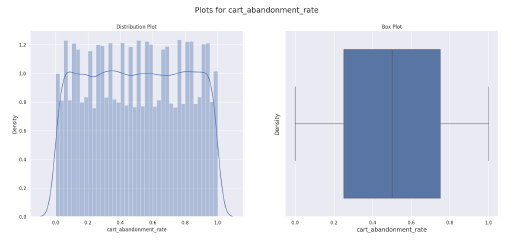 Plots for cart_abandonment_rate
Distribution Plot
1.2
1.0
0.8
0.6
0.4
0.2
0.0
Density
0.0 0.2 0.4 0.6 0.8 1.0
cart_abandonment_rate
Box Plot
Density
0.0 0.2 0.4 0.6 0.8 1.0
cart_abandonment_rate